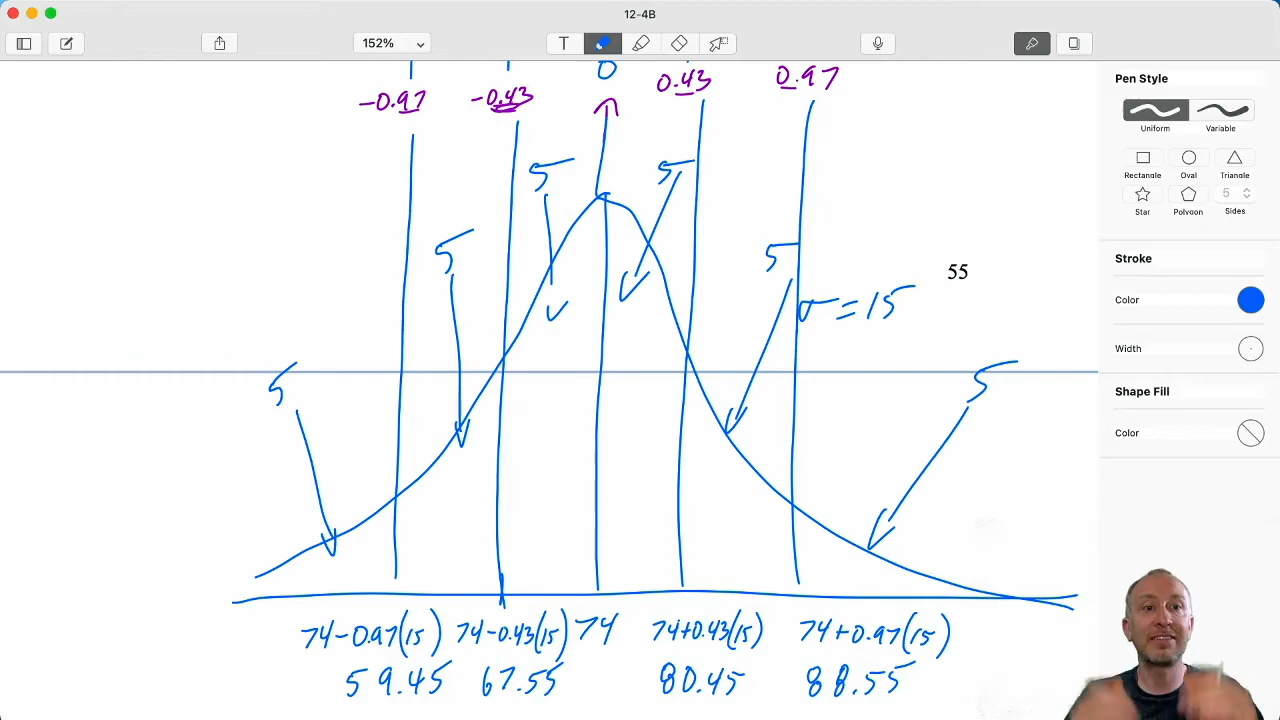 12-4B
152%
T
Pen Style
Uniform
Variable
Rectangle
Oval
Triangle
Star
Polygon
5
Sides
Stroke
Color
Width
Shape Fill
Color
0
-0.97
-0.43
0.43
0.97
5
5
5
5
55
σ=15
5
5
74-0.97(15)
74-0.43(15)
74
74+0.43(15)
74+0.97(15)
59.45
67.55
80.45
88.55